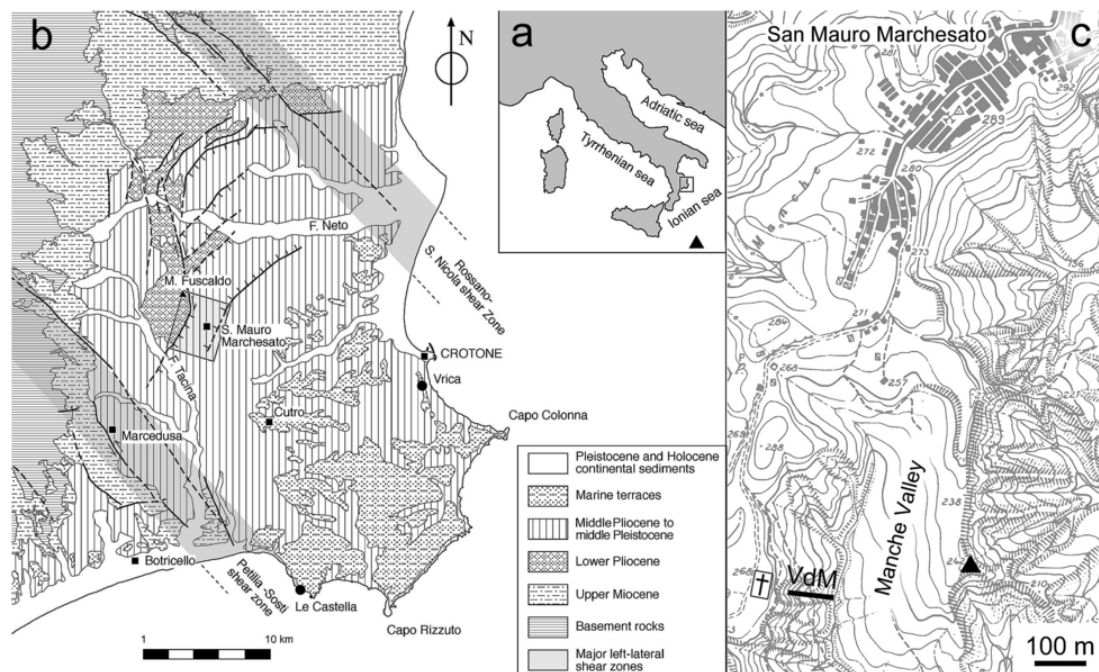 b
N
F. Neto
M. Fuscaldo
S. Mauro
Marchesato
F. Tacina
Rossano-
S. Nicola shear Zone
CROTONE
Vrica
Capo Colonna
Cutro
Marcedusa
Botricello
Petilia -Sosti
shear zone
Le Castella
Capo Rizzuto
1
10 km
a
Adriatic sea
Tyrrhenian sea
Ionian sea
Pleistocene and Holocene
continental sediments
Marine terraces
Middle Pliocene to
middle Pleistocene
Lower Pliocene
Upper Miocene
Basement rocks
Major left-lateral
shear zones
San Mauro Marchesato
c
281
292
289
272
280
Manche
273
156
271
284
268
257
288
238
Manche Valley
VdM
210
100 m